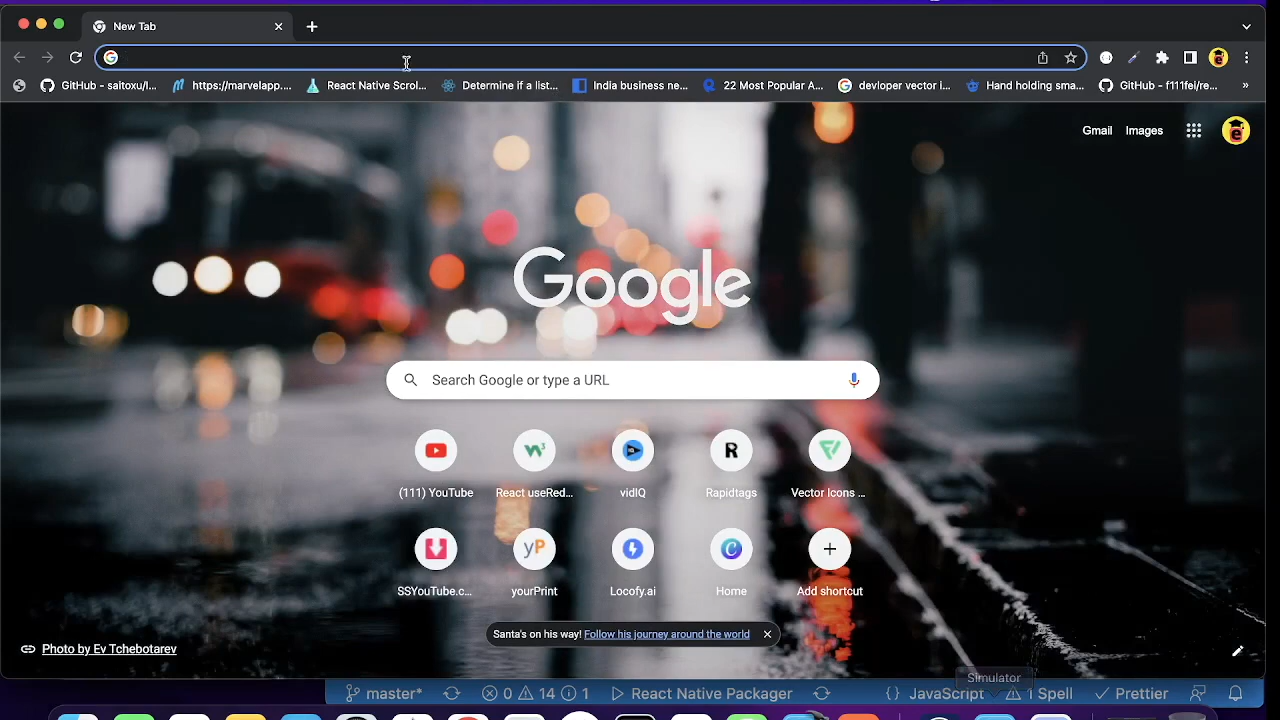 New Tab
GitHub - saltoxu/l...
https://marvelapp....
React Native Scrol...
Determine if a list...
India business ne...
22 Most Popular A...
devloper vector i...
Hand holding sma...
GitHub - f111fei/re...
»
Gmail
Images
Google
Search Google or type a URL
(111) YouTube
React useRed...
vidIQ
Rapidtags
Vector Icons ...
SSYouTube.c...
yourPrint
Locofy.ai
Home
Add shortcut
Santa's on his way! Follow his journey around the world
Photo by Ev Tchebotarev
Simulator
master*
0
14
1
React Native Packager
{} JavaScript
1 Spell
Prettier